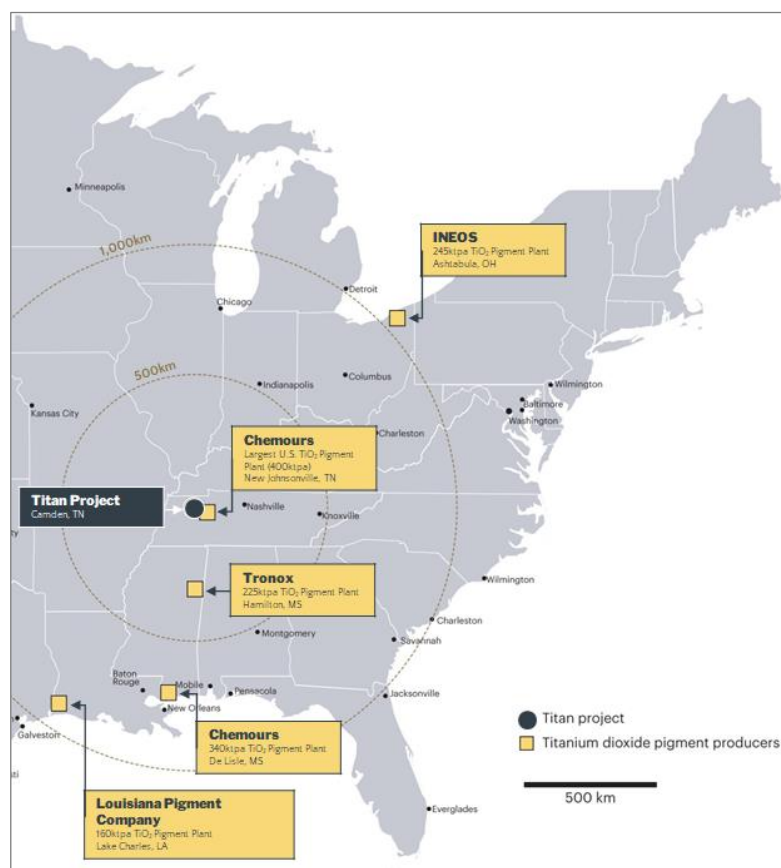 Minneapolis
1,000km
INEOS
245ktpa TiO₂ Pigment Plant
Ashtabula, OH
Detroit
Chicago
500km
Columbus
Indianapolis
Wilmington
Baltimore
Washington
Kansas City
Charleston
Chemours
Largest U.S. TiO₂ Pigment
Plant (400ktpa)
New Johnsonville, TN
Titan Project
Camden, TN
Nashville
Knoxville
Tronox
225ktpa TiO₂ Pigment Plant
Hamilton, MS
Wilmington
Charleston
Montgomery
Savannah
Baton
Rouge
Mobile
Pensacola
Jacksonville
New Orleans
Galveston
Chemours
340ktpa TiO₂ Pigment Plant
De Lisle, MS
Titan project
Titanium dioxide pigment producers
500 km
Louisiana Pigment
Company
160ktpa TiO₂ Pigment Plant
Lake Charles, LA
Everglades